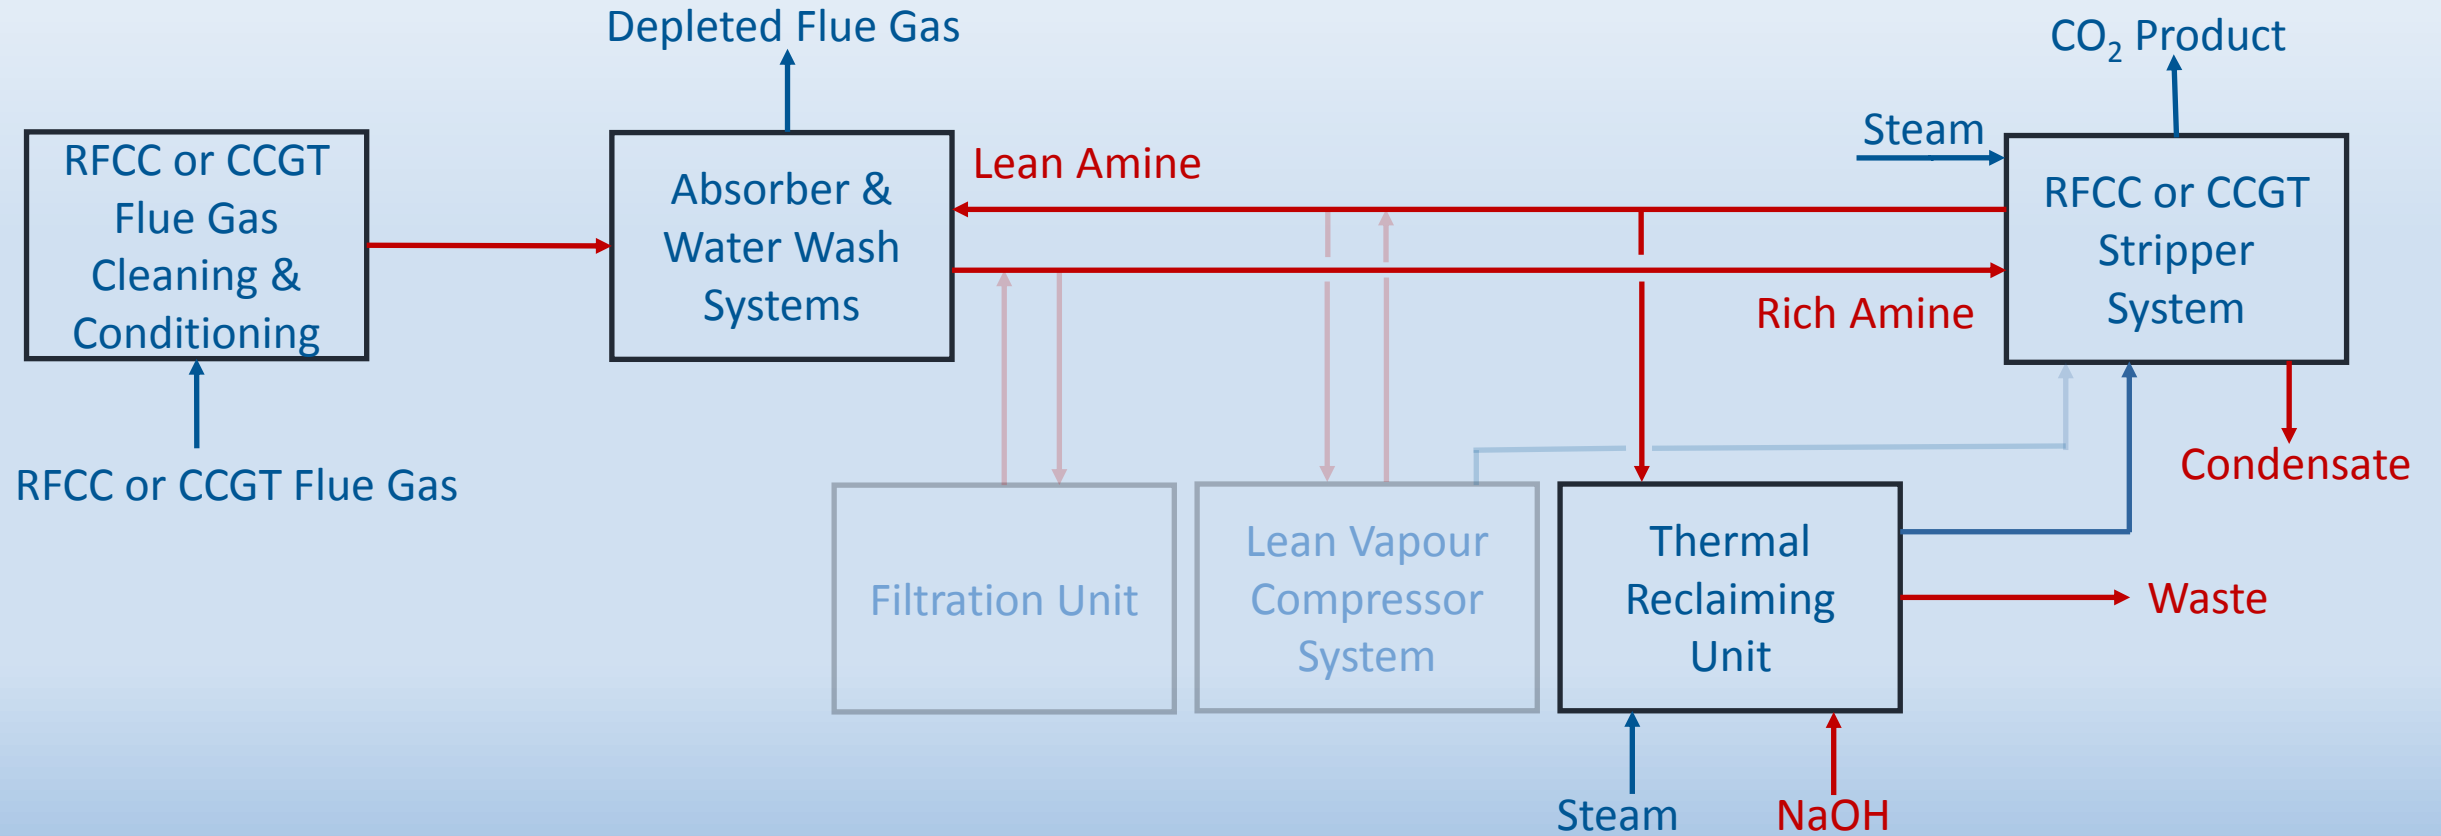 Depleted Flue Gas
CO₂ Product
RFCC or CCGT
Flue Gas
Cleaning &
Conditioning
RFCC or CCGT Flue Gas
Absorber &
Water Wash
Systems
Lean Amine
Rich Amine
Steam
RFCC or CCGT
Stripper
System
Condensate
Filtration Unit
Lean Vapour
Compressor
System
Thermal
Reclaiming
Unit
Waste
Steam
NaOH